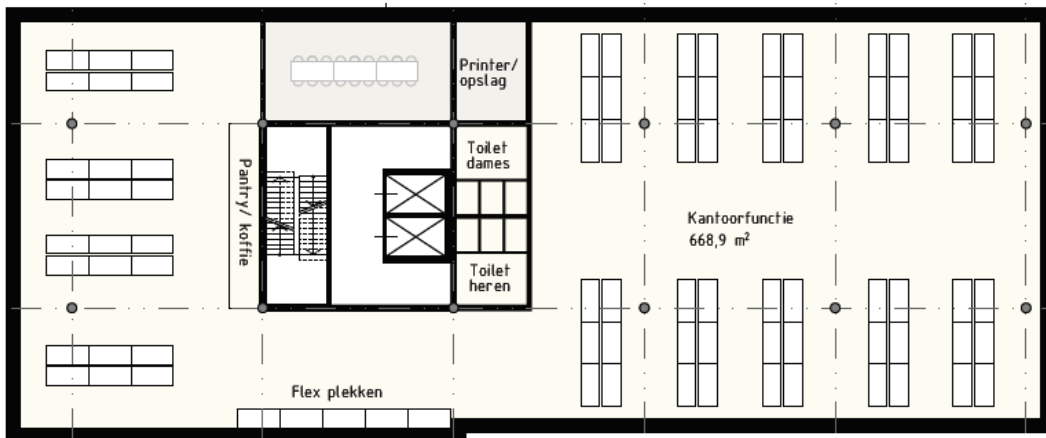 Printer/
opslag
Toilet
dames
Pantry/ koffie
Kantoorfunctie
668,9 m²
Toilet
heren
Flex plekken